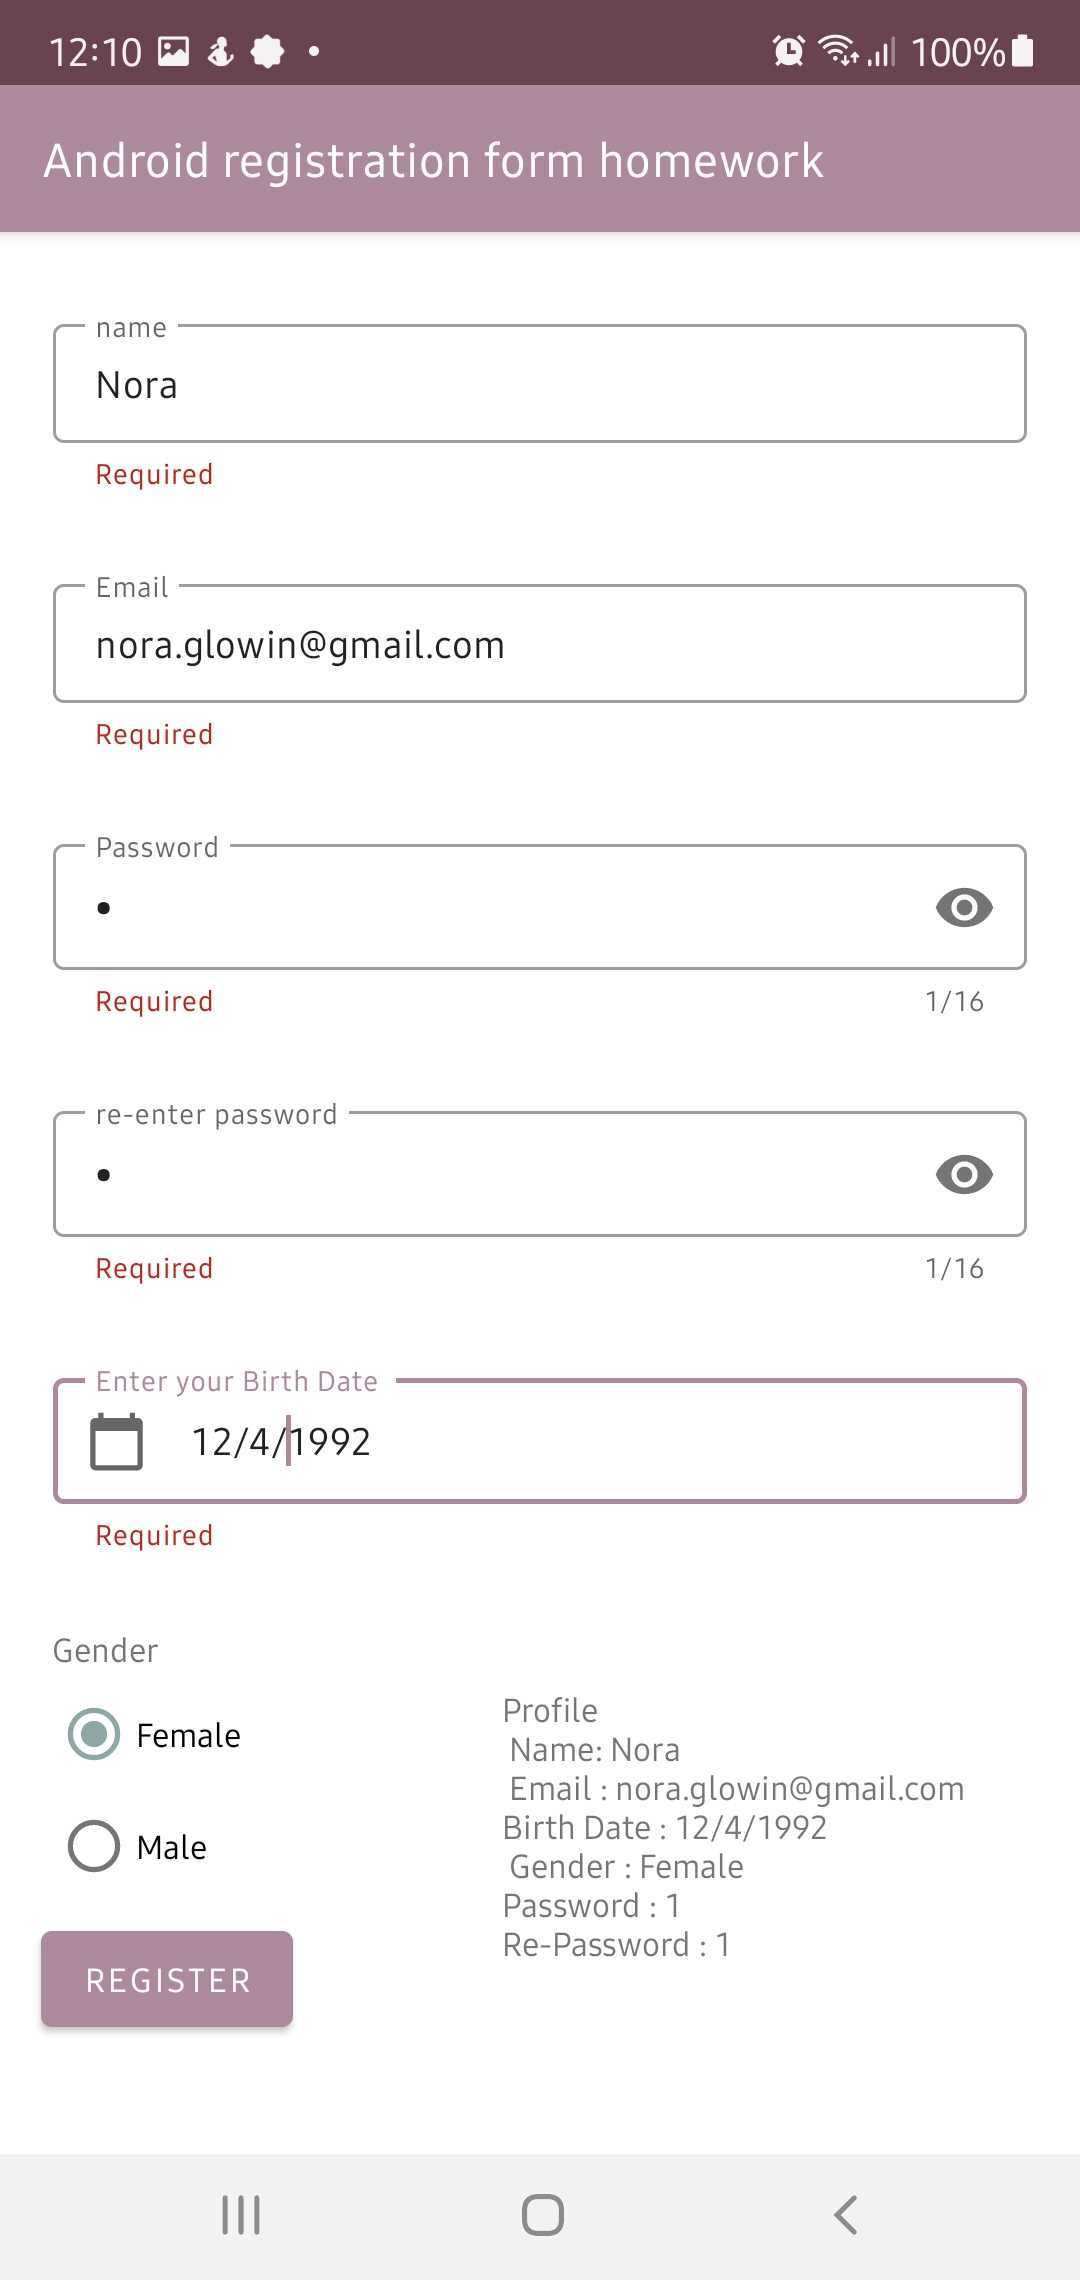 12:10 100%
Android registration form homework
name
Nora
Required
Email
nora.glowin@gmail.com
Required
Password
•
Required 1/16
re-enter password
•
Required 1/16
Enter your Birth Date
12/4/1992
Required
Gender
Female
Male
REGISTER
Profile
Name: Nora
Email : nora.glowin@gmail.com
Birth Date : 12/4/1992
Gender : Female
Password : 1
Re-Password : 1